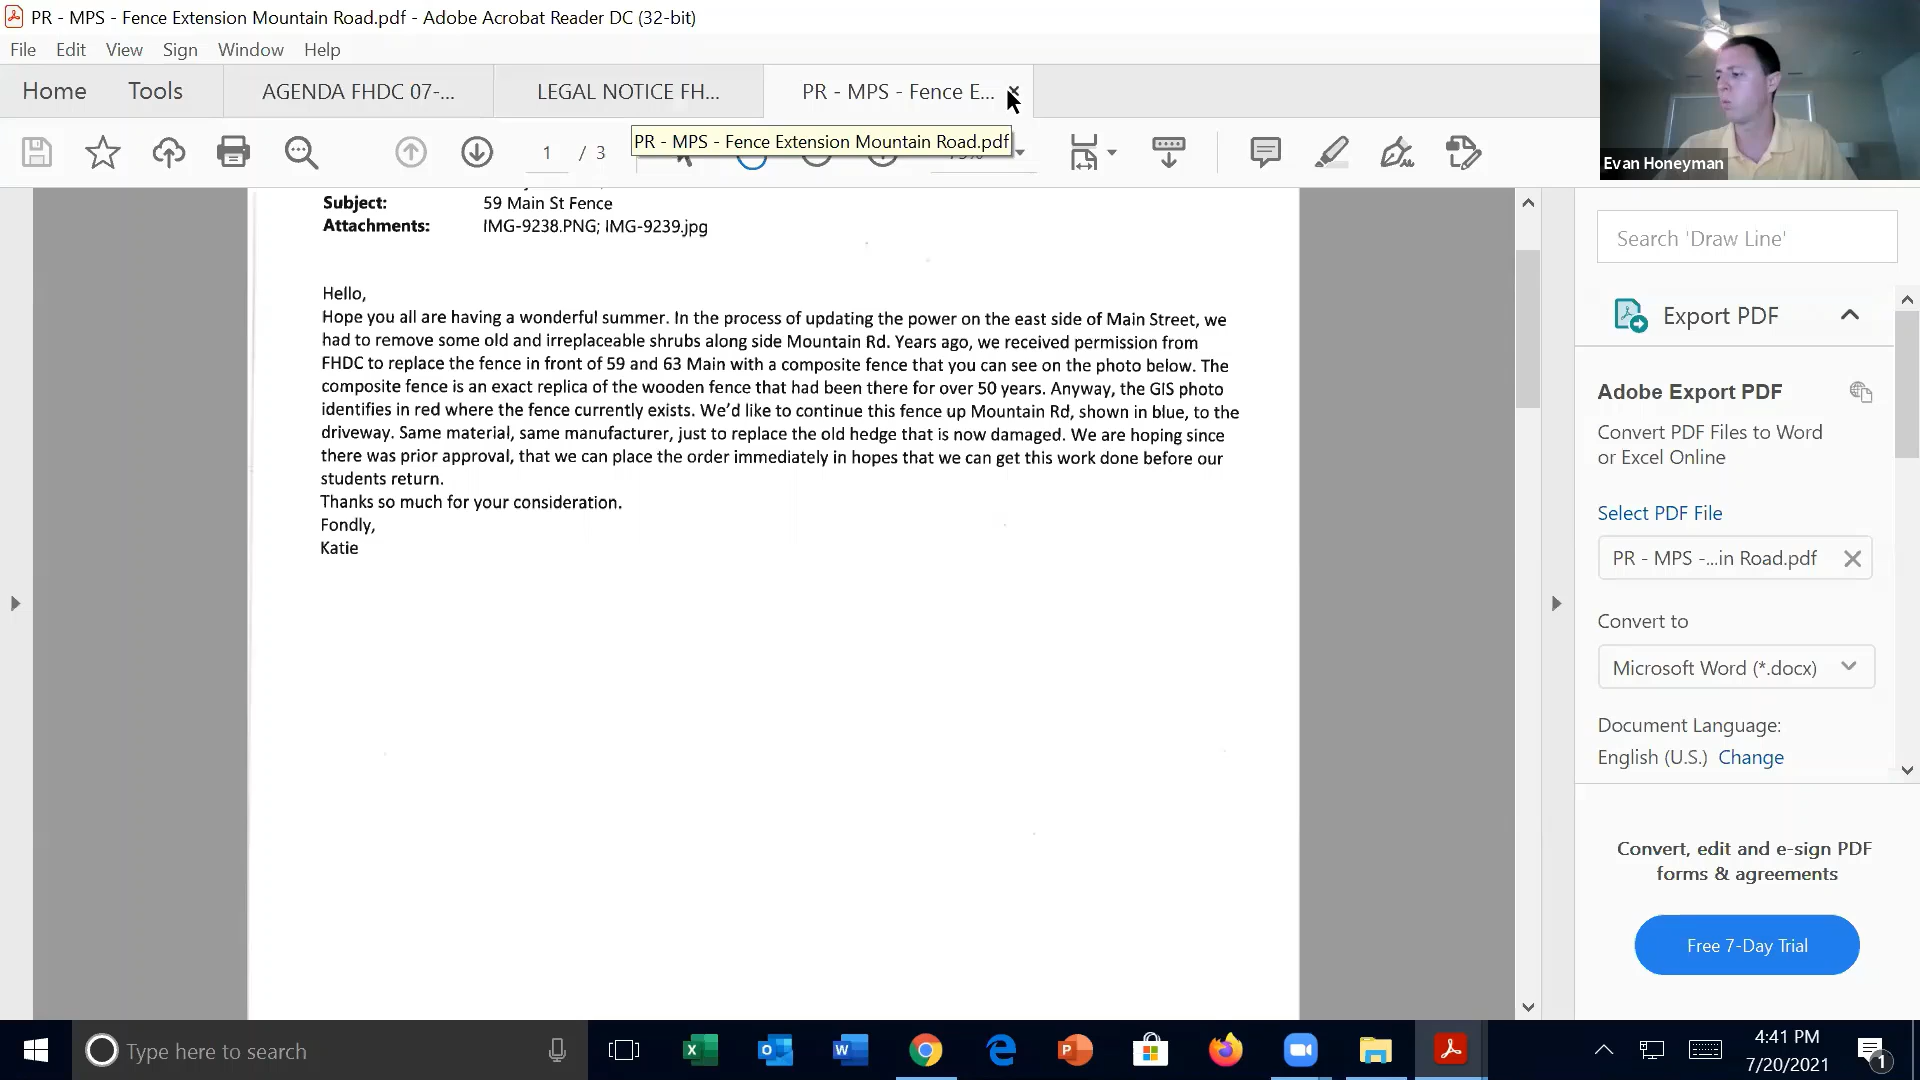 PR - MPS - Fence Extension Mountain Road.pdf - Adobe Acrobat Reader DC (32-bit)
File Edit View Sign Window Help
Home Tools AGENDA FHDC 07-... LEGAL NOTICE FH... PR - MPS - Fence E...
PR - MPS - Fence Extension Mountain Road.pdf
1 / 3
Evan Honeyman
Subject: 59 Main St Fence
Attachments: IMG-9238.PNG; IMG-9239.jpg
Hello,
Hope you all are having a wonderful summer. In the process of updating the power on the east side of Main Street, we
had to remove some old and irreplaceable shrubs along side Mountain Rd. Years ago, we received permission from
FHDC to replace the fence in front of 59 and 63 Main with a composite fence that you can see on the photo below. The
composite fence is an exact replica of the wooden fence that had been there for over 50 years. Anyway, the GIS photo
identifies in red where the fence currently exists. We'd like to continue this fence up Mountain Rd, shown in blue, to the
driveway. Same material, same manufacturer, just to replace the old hedge that is now damaged. We are hoping since
there was prior approval, that we can place the order immediately in hopes that we can get this work done before our
students return.
Thanks so much for your consideration.
Fondly,
Katie
Search 'Draw Line'
Export PDF
Adobe Export PDF
Convert PDF Files to Word
or Excel Online
Select PDF File
PR - MPS -...in Road.pdf
Convert to
Microsoft Word (*.docx)
Document Language:
English (U.S.) Change
Convert, edit and e-sign PDF
forms & agreements
Free 7-Day Trial
Type here to search
4:41 PM
7/20/2021
1